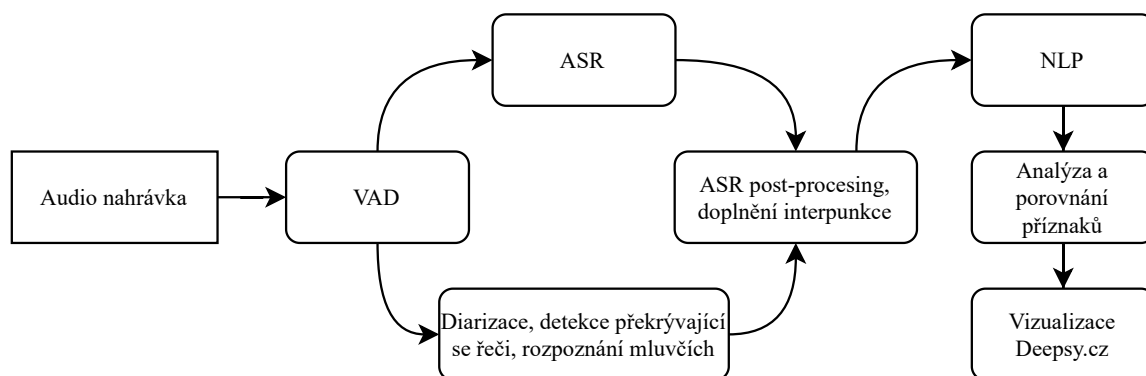 ASR
NLP
Audio nahrávka
VAD
ASR post-procesing,
doplnění interpunkce
Analýza a
porovnání
příznaků
Diarizace, detekce překrývající
se řeči, rozpoznání mluvčích
Vizualizace
Deepsy.cz